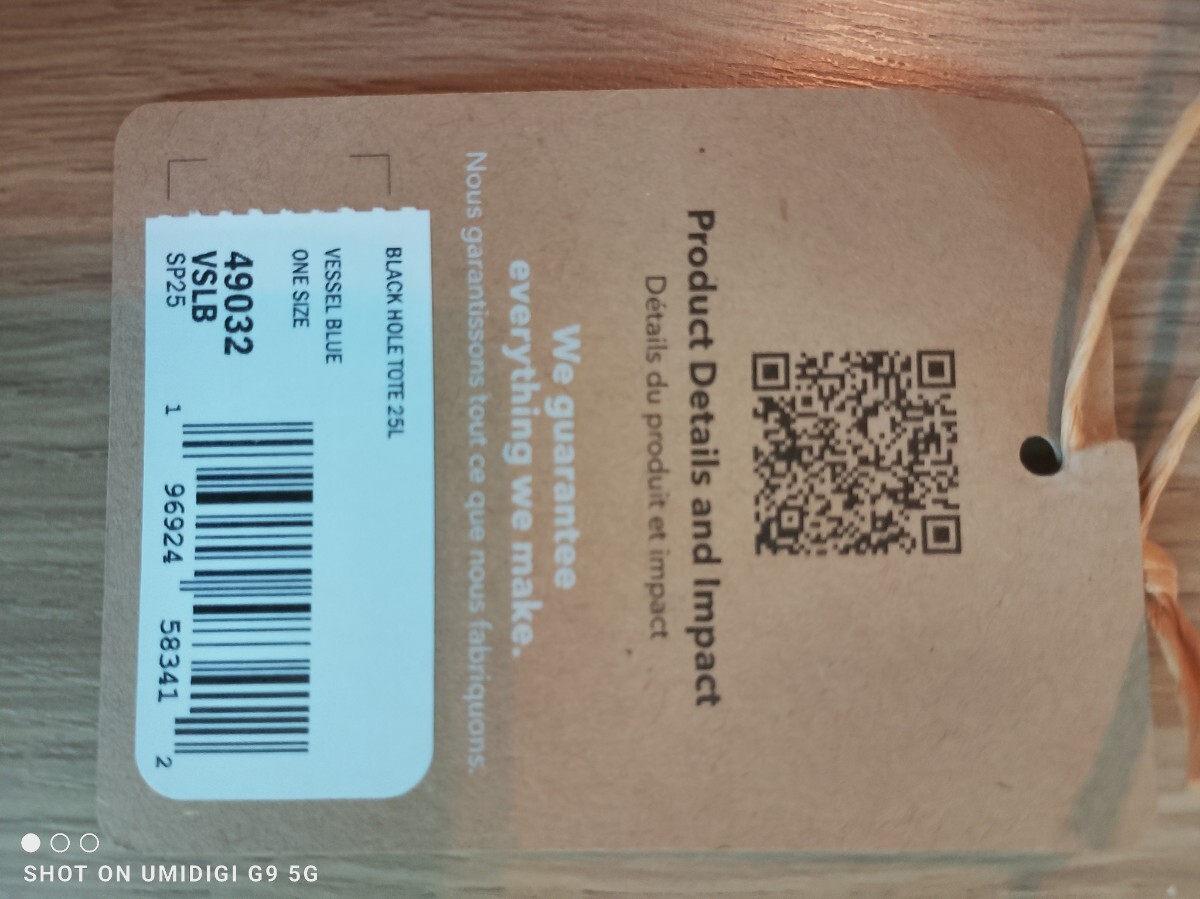 Product Details and Impact
Détails du produit et impact
We guarantee
everything we make.
Nous garantissons tout ce que nous fabriquons.
BLACK HOLE TOTE 25L
VESSEL BLUE
ONE SIZE
49032
VSLB
SP25
1 96924 58341 2
SHOT ON UMIDIGI G9 5G